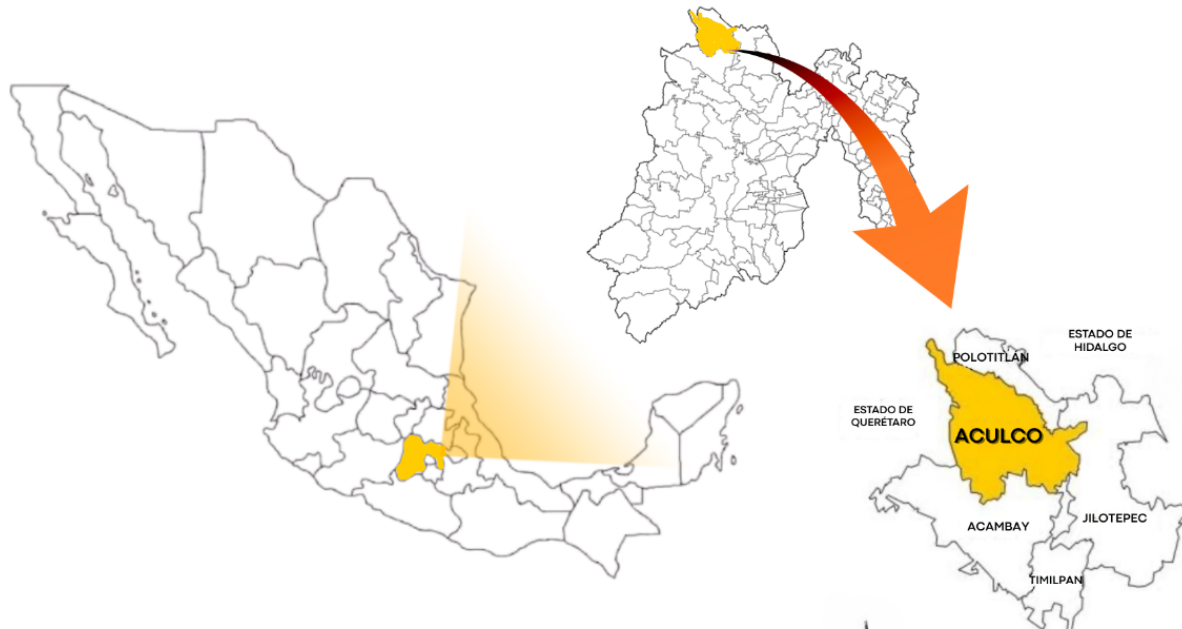 ESTADO DE
HIDALGO
POLOTITLÁN
ESTADO DE
QUERÉTARO
ACULCO
ACAMBAY
JILOTEPEC
TIMILPAN